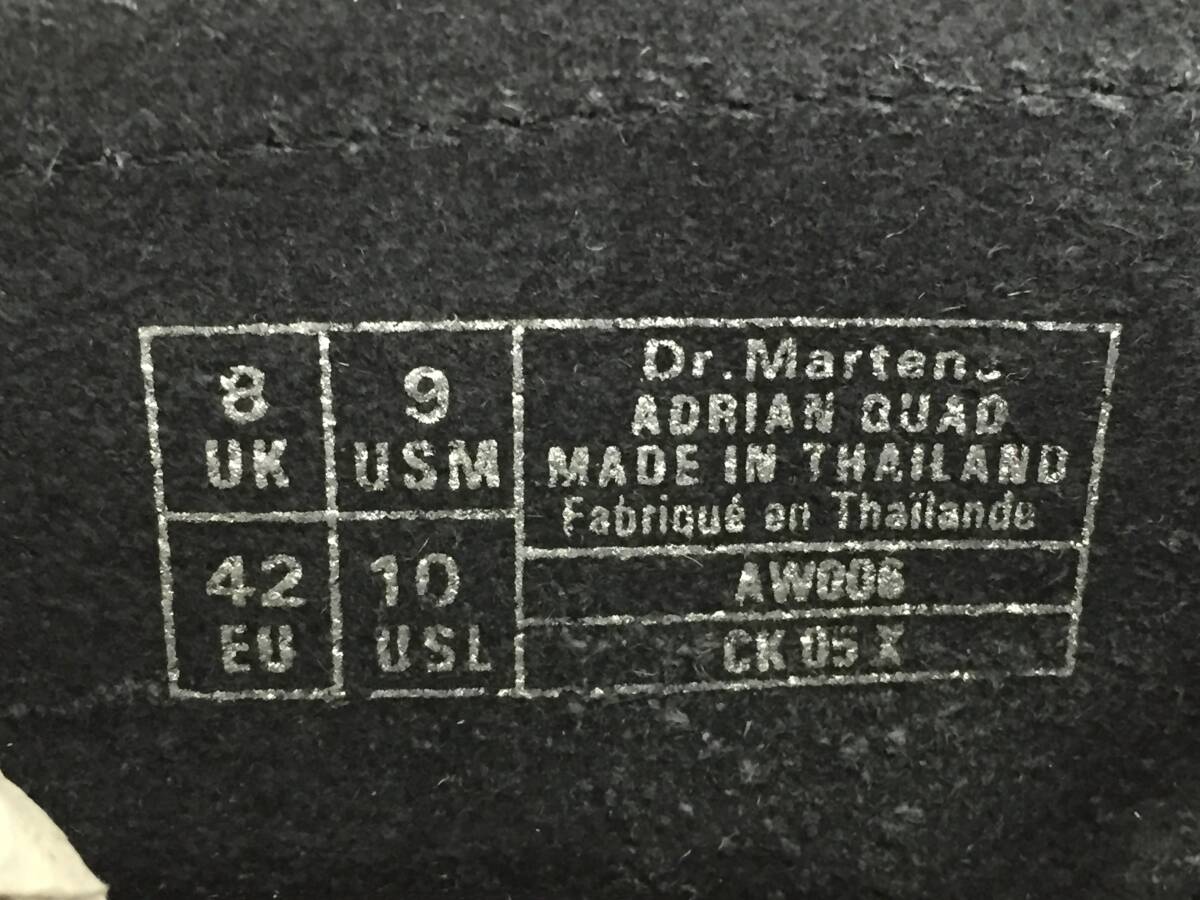 8
UK
9
USM
42
EU
10
USL
Dr. Martens
ADRIAN QUAD
MADE IN THAILAND
Fabriqué en Thaïlande
AW006
CK 05 X